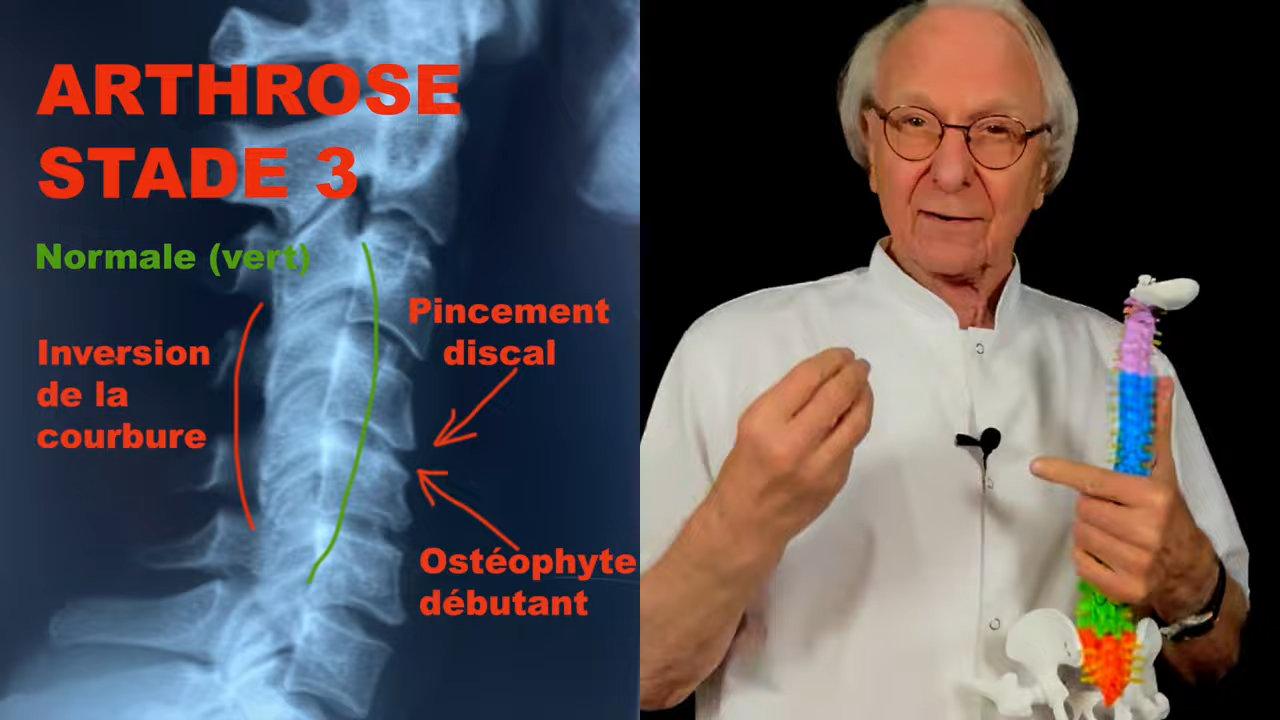 ARTHROSE
STADE 3
Normale (vert)
Inversion
de la
courbure
Pincement
discal
Ostéophyte
débutant